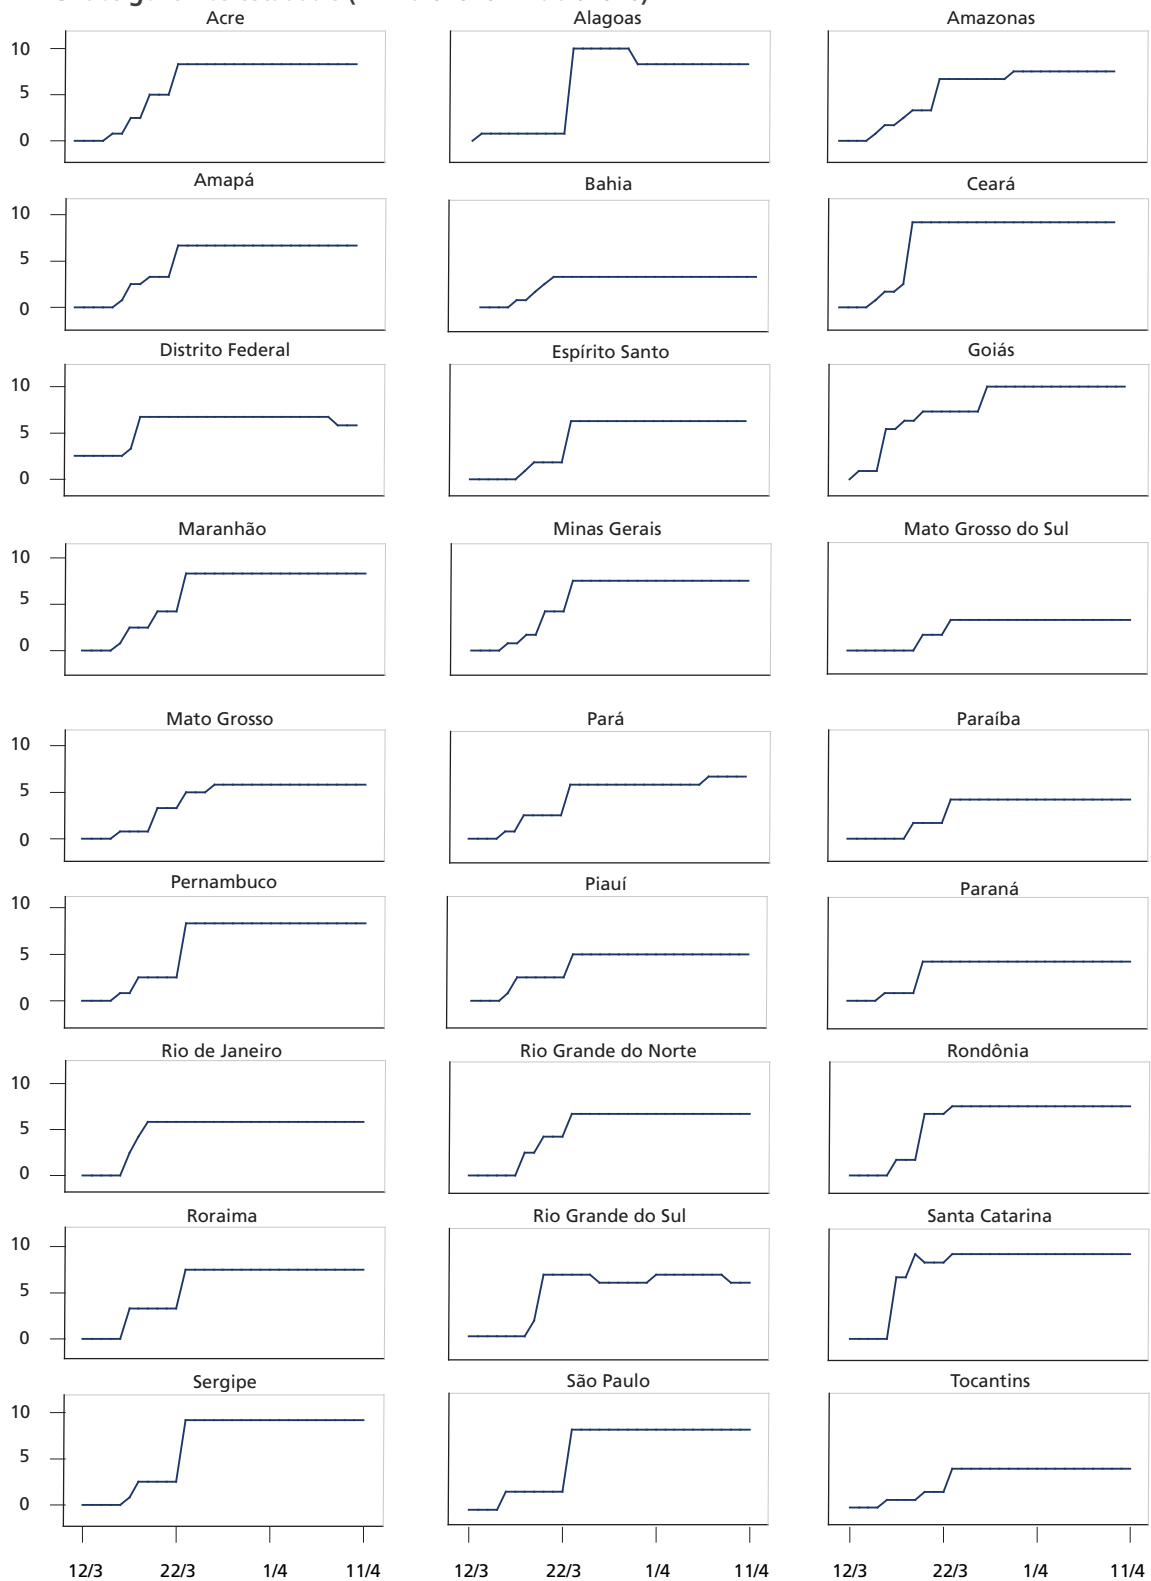 Acre Alagoas Amazonas
10
5
0
Amapá Bahia Ceará
10
5
0
Distrito Federal Espírito Santo Goiás
10
5
0
Maranhão Minas Gerais Mato Grosso do Sul
10
5
0
Mato Grosso Pará Paraíba
10
5
0
Pernambuco Piauí Paraná
10
5
0
Rio de Janeiro Rio Grande do Norte Rondônia
10
5
0
Roraima Rio Grande do Sul Santa Catarina
10
5
0
Sergipe São Paulo Tocantins
10
5
0
12/3 22/3 1/4 11/4 12/3 22/3 1/4 11/4 12/3 22/3 1/4 11/4